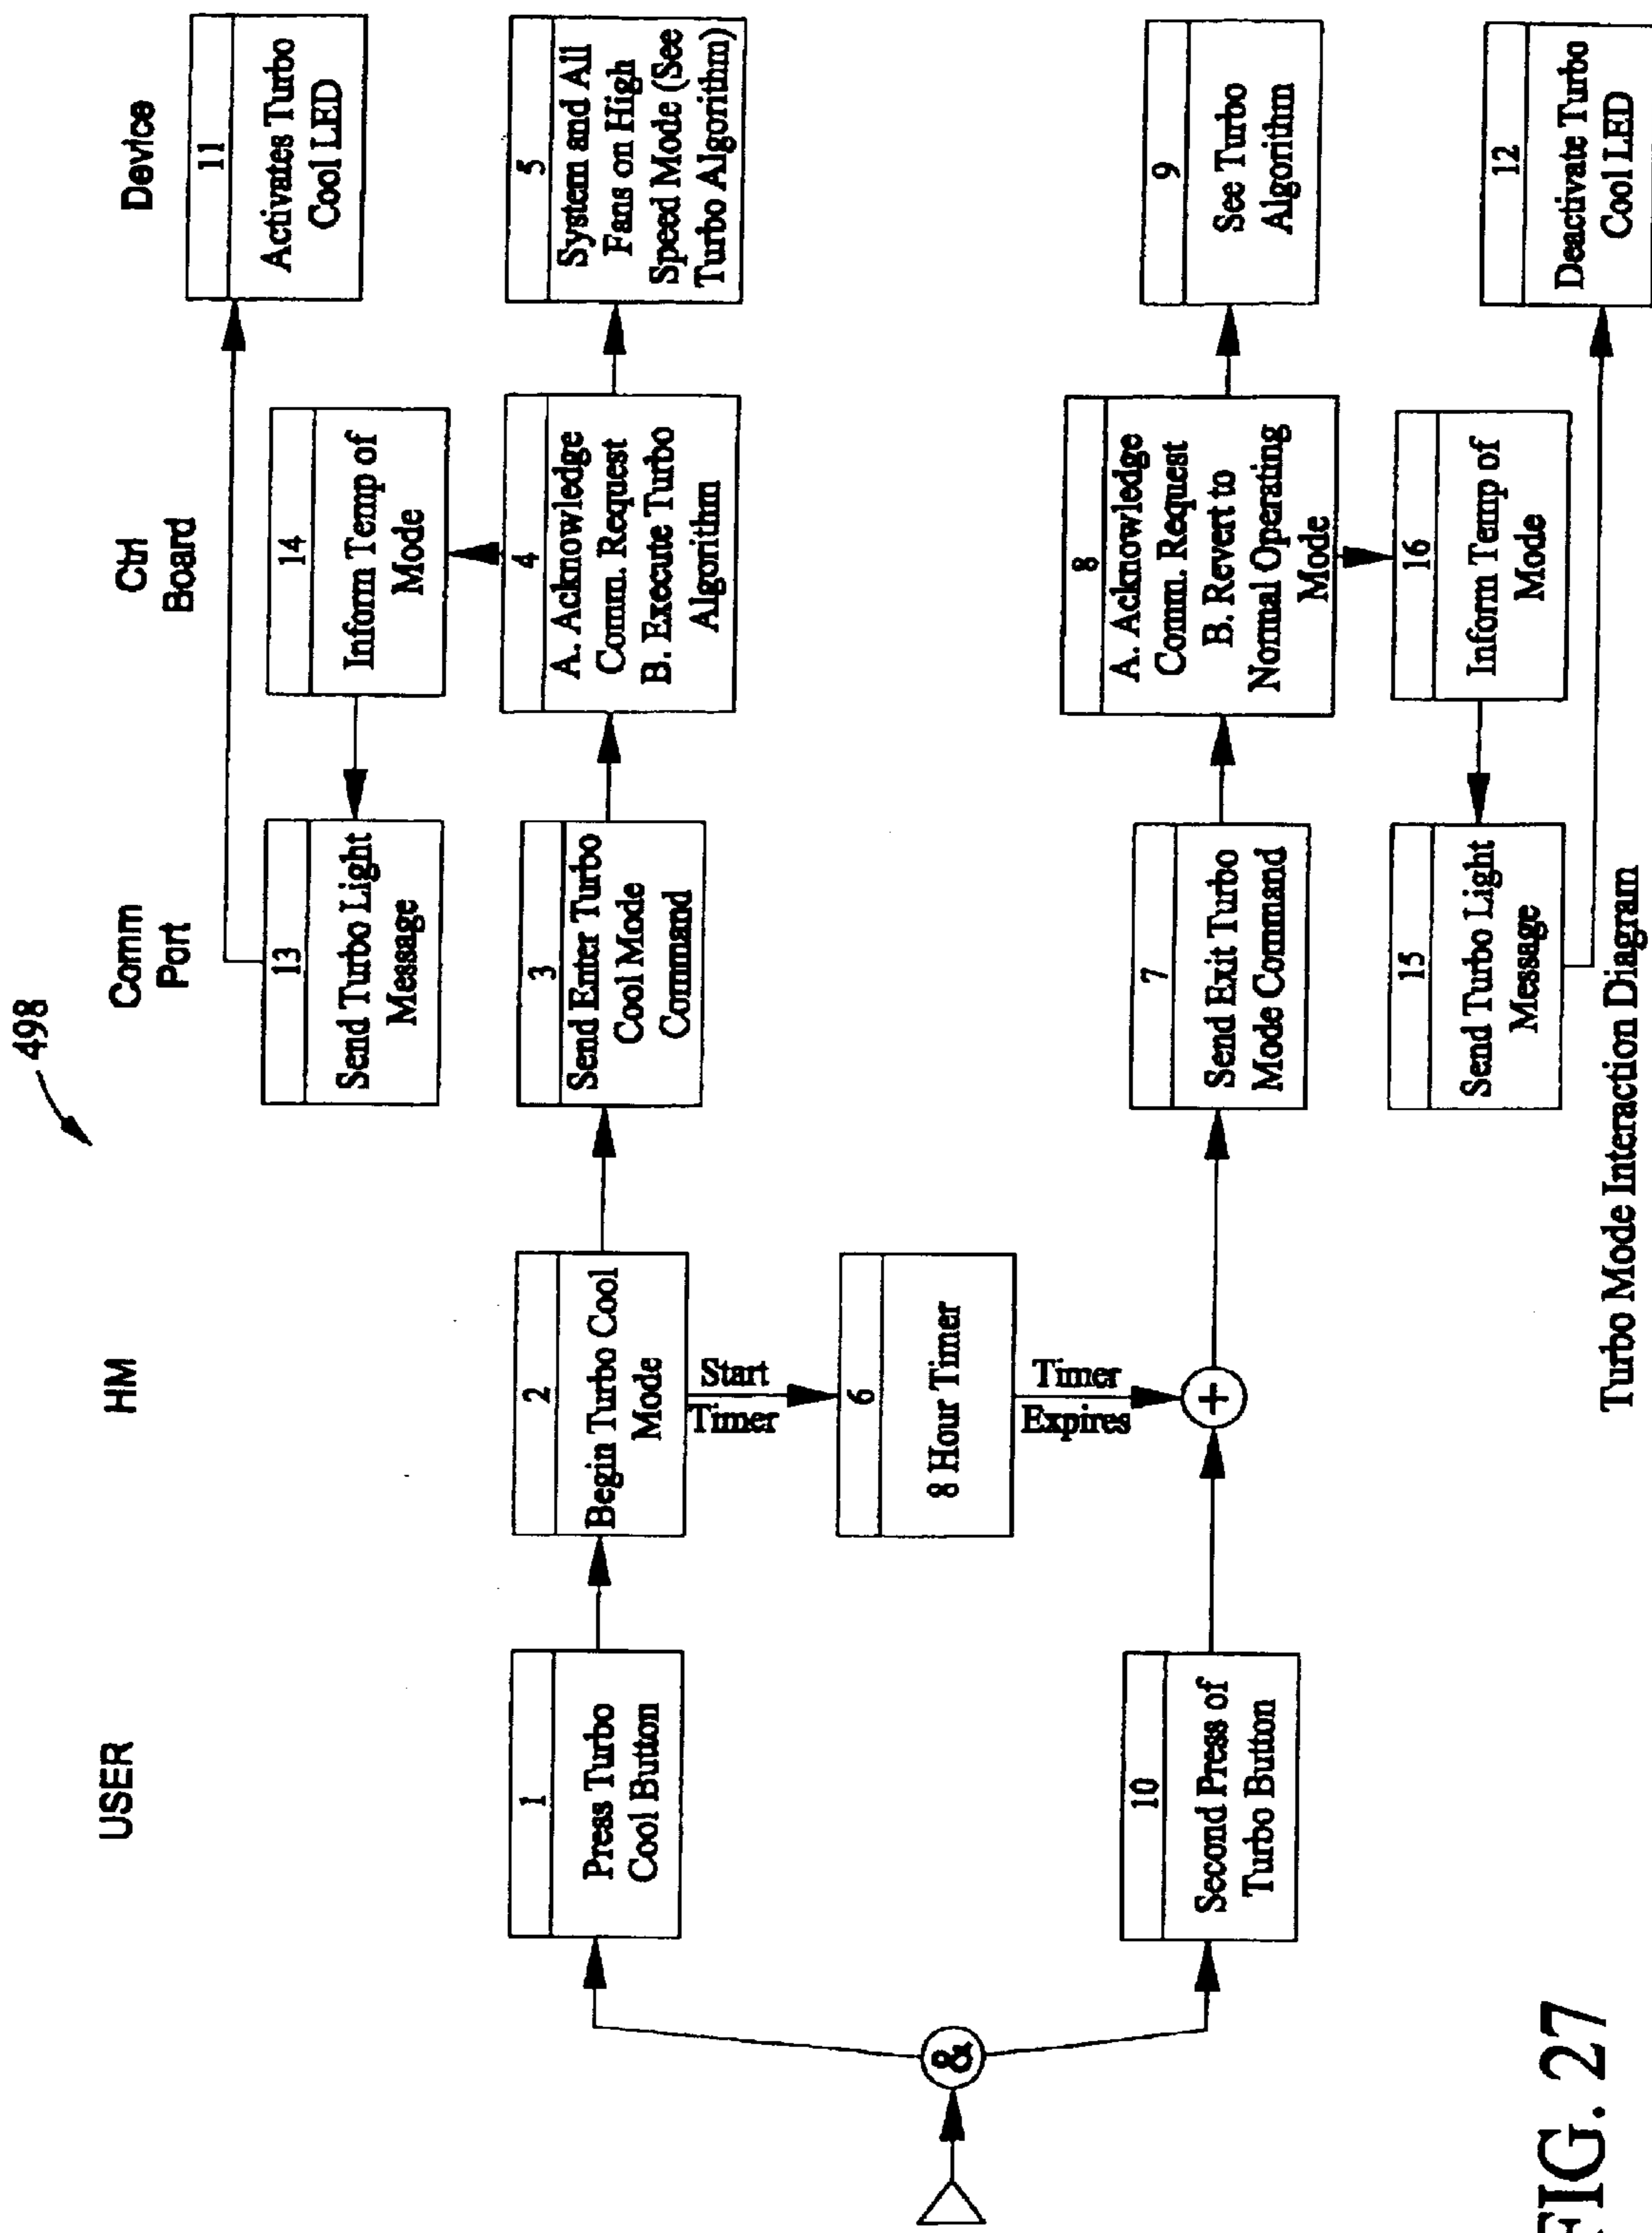 498
USER
HM
Comm
Port
Ctrl
Board
Device
11
Activates Turbo
Cool LED
13
Send Turbo Light
Message
14
Inform Temp of
Mode
1
Press Turbo
Cool Button
2
Begin Turbo Cool
Mode
3
Send Enter Turbo
Cool Mode
Command
4
A. Acknowledge
Comm. Request
B. Execute Turbo
Algorithm
5
System and All
Fans on High
Speed Mode (See
Turbo Algorithm)
Start
Timer
6
8 Hour Timer
Timer
Expires
&
+
10
Second Press of
Turbo Button
7
Send Exit Turbo
Mode Command
8
A. Acknowledge
Comm. Request
B. Revert to
Normal Operating
Mode
9
See Turbo
Algorithm
15
Send Turbo Light
Message
16
Inform Temp of
Mode
12
Deactivate Turbo
Cool LED
Turbo Mode Interaction Diagram
FIG. 27